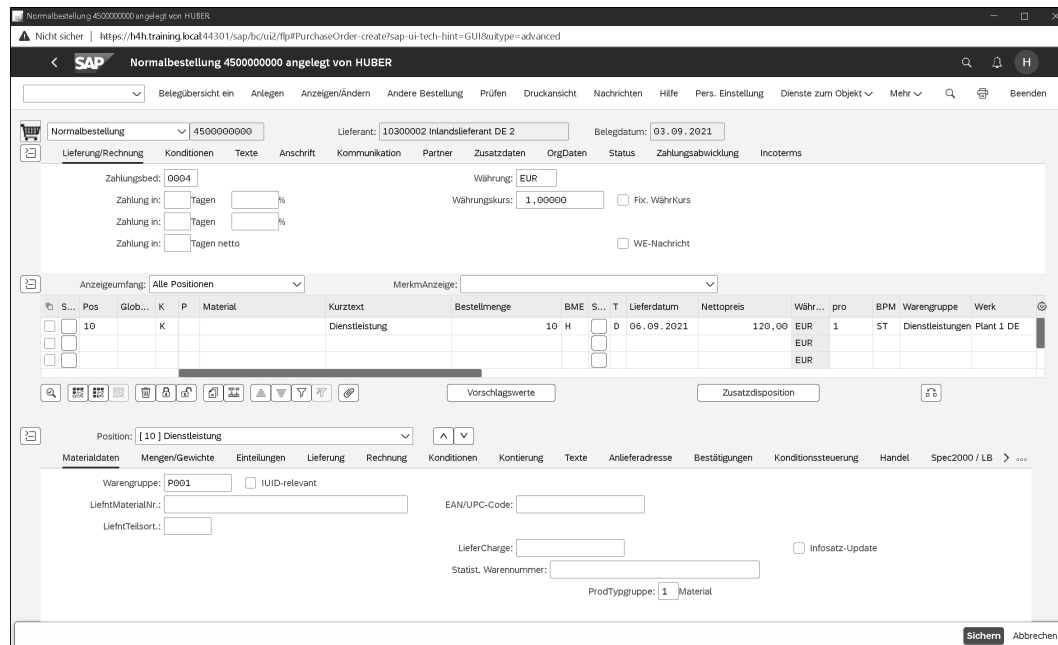 Normalbestellung 4500000000 angelegt von HUBER
Nicht sicher | https://h4h.training.local:44301/sap/bc/ui2/flp#PurchaseOrder-create?sap-ui-tech-hint=GUI&uitype=advanced
SAP Normalbestellung 4500000000 angelegt von HUBER H
Belegübersicht ein Anlegen Anzeigen/Ändern Andere Bestellung Prüfen Druckansicht Nachrichten Hilfe Pers. Einstellung Dienste zum Objekt Mehr Beenden
Normalbestellung 4500000000 Lieferant: 10300002 Inlandslieferant DE 2 Belegdatum: 03.09.2021
Lieferung/Rechnung Konditionen Texte Anschrift Kommunikation Partner Zusatzdaten OrgDaten Status Zahlungsabwicklung Incoterms
Zahlungsbed: 0004 Währung: EUR
Zahlung in: Tagen % Währungskurs: 1,00000 Fix. WährKurs
Zahlung in: Tagen %
Zahlung in: Tagen netto WE-Nachricht
Anzeigeumfang: Alle Positionen MerkmAnzeige:
S... Pos Glob... K P Material Kurztext Bestellmenge BME S... T Lieferdatum Nettopreis Währ... pro BPM Warengruppe Werk
10 K Dienstleistung 10 H D 06.09.2021 120,00 EUR 1 ST Dienstleistungen Plant 1 DE
EUR
EUR
Vorschlagswerte Zusatzdisposition
Position: [ 10 ] Dienstleistung
Materialdaten Mengen/Gewichte Einteilungen Lieferung Rechnung Konditionen Kontierung Texte Anlieferadresse Bestätigungen Konditionssteuerung Handel Spec2000 / LB
Warengruppe: P001 IUID-relevant
LiefntMaterialNr.: EAN/UPC-Code:
LiefntTeilsort.:
LieferCharge: Infosatz-Update
Statist. Warennummer:
ProdTypgruppe: 1 Material
Sichern Abbrechen